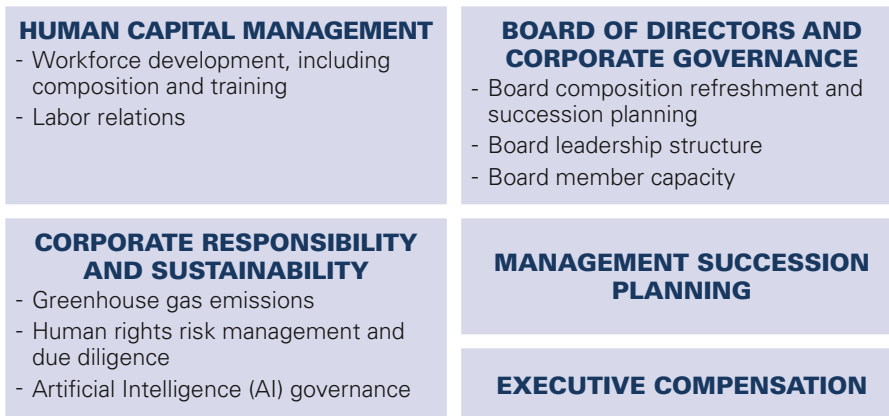 HUMAN CAPITAL MANAGEMENT
- Workforce development, including
composition and training
- Labor relations
BOARD OF DIRECTORS AND
CORPORATE GOVERNANCE
- Board composition refreshment and
succession planning
- Board leadership structure
- Board member capacity
CORPORATE RESPONSIBILITY
AND SUSTAINABILITY
- Greenhouse gas emissions
- Human rights risk management and
due diligence
- Artificial Intelligence (AI) governance
MANAGEMENT SUCCESSION
PLANNING
EXECUTIVE COMPENSATION